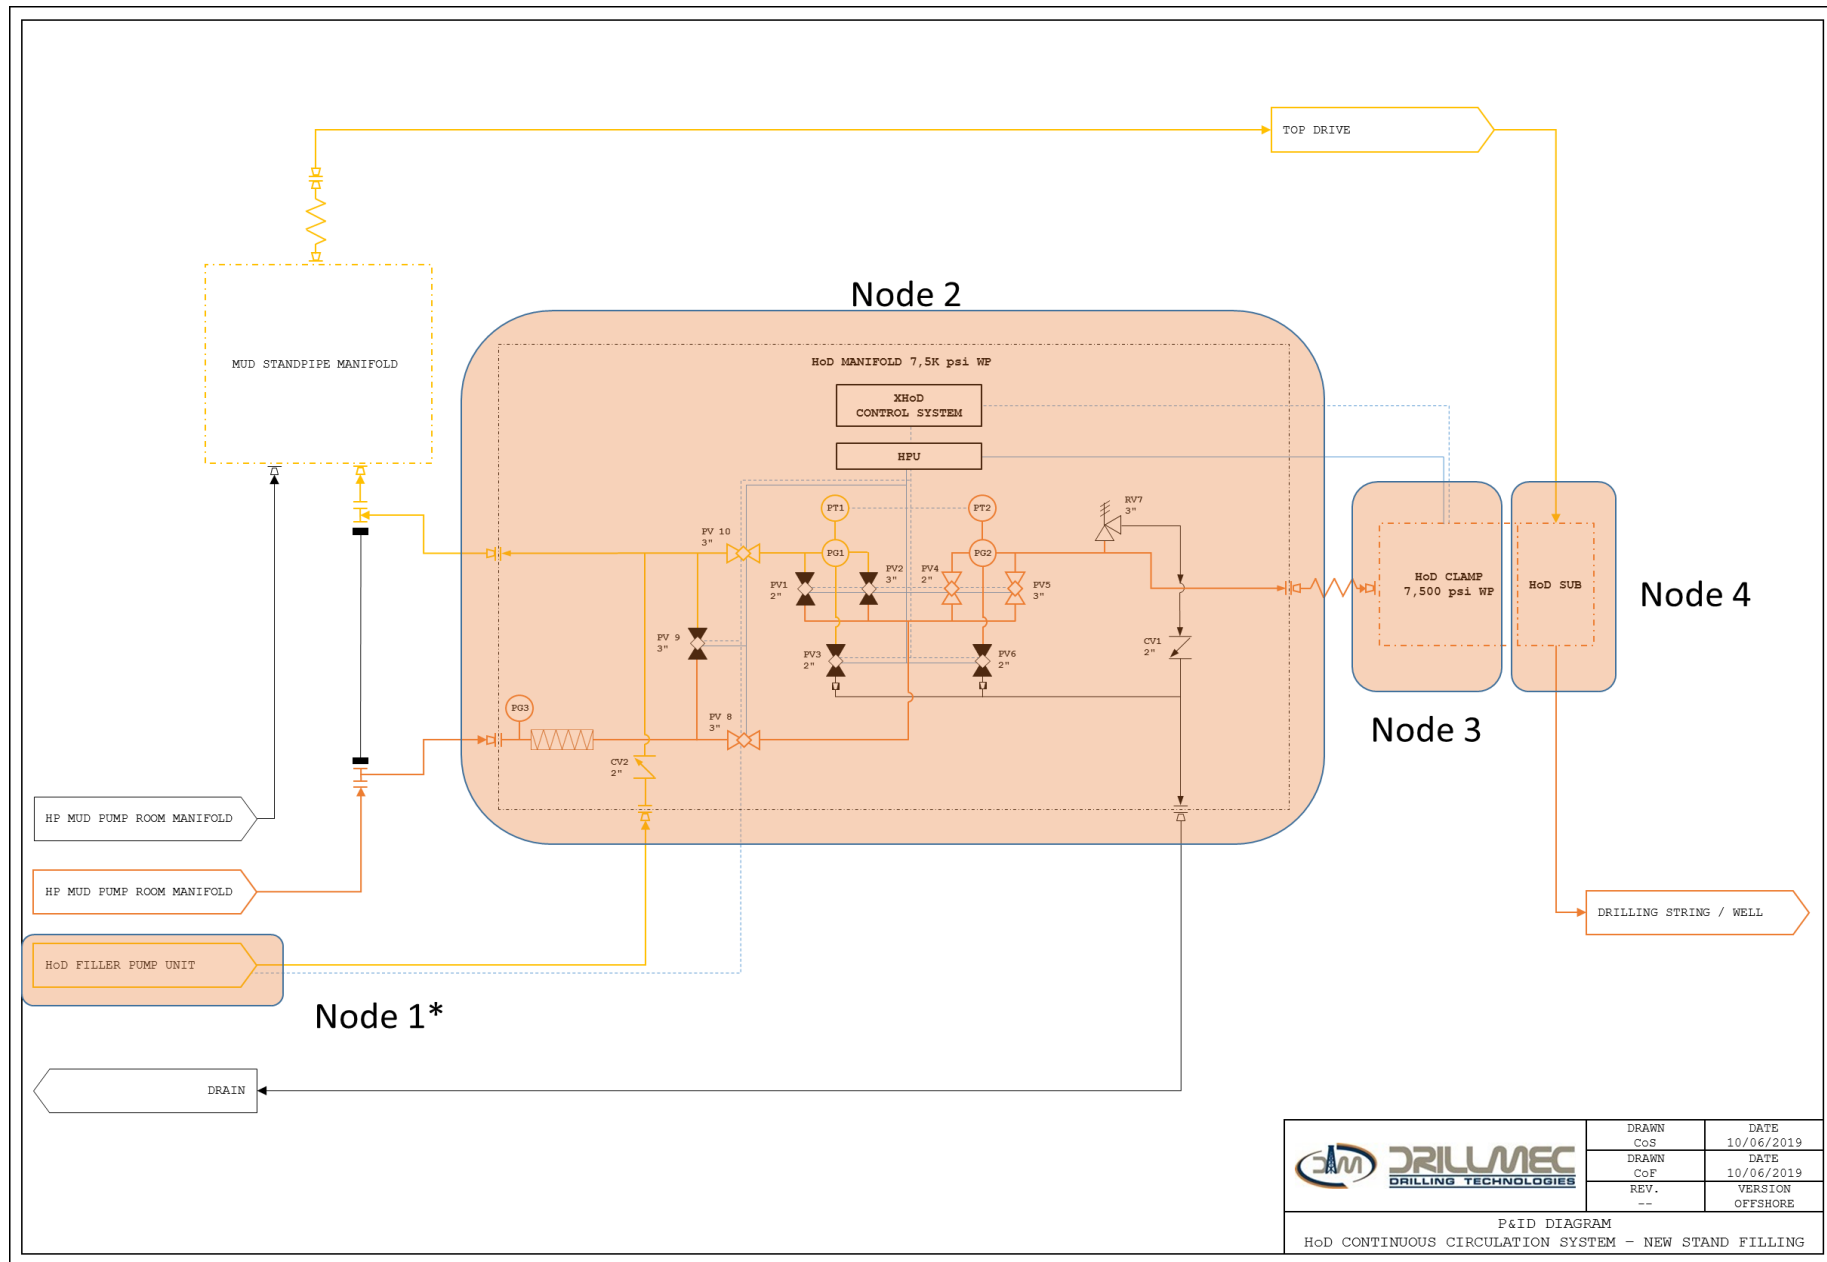 TOP DRIVE
Node 2
MUD STANDPIPE MANIFOLD
HoD MANIFOLD 7,5K psi WP
XHoD
CONTROL SYSTEM
HPU
PT1
PT2
RV7
3"
PV 10
3"
PG1
PG2
PV1
2"
PV2
3"
PV4
2"
PV5
3"
HoD CLAMP
7,500 psi WP
HoD SUB
Node 4
PV 9
3"
PV3
2"
PV6
2"
CV1
2"
PG3
PV 8
3"
Node 3
CV2
2"
HP MUD PUMP ROOM MANIFOLD
HP MUD PUMP ROOM MANIFOLD
DRILLING STRING / WELL
HoD FILLER PUMP UNIT
Node 1*
DRAIN
DM
DRILLMEC
DRILLING TECHNOLOGIES
DRAWN
CoS
DATE
10/06/2019
DRAWN
CoF
DATE
10/06/2019
REV.
--
VERSION
OFFSHORE
P&ID DIAGRAM
HoD CONTINUOUS CIRCULATION SYSTEM – NEW STAND FILLING